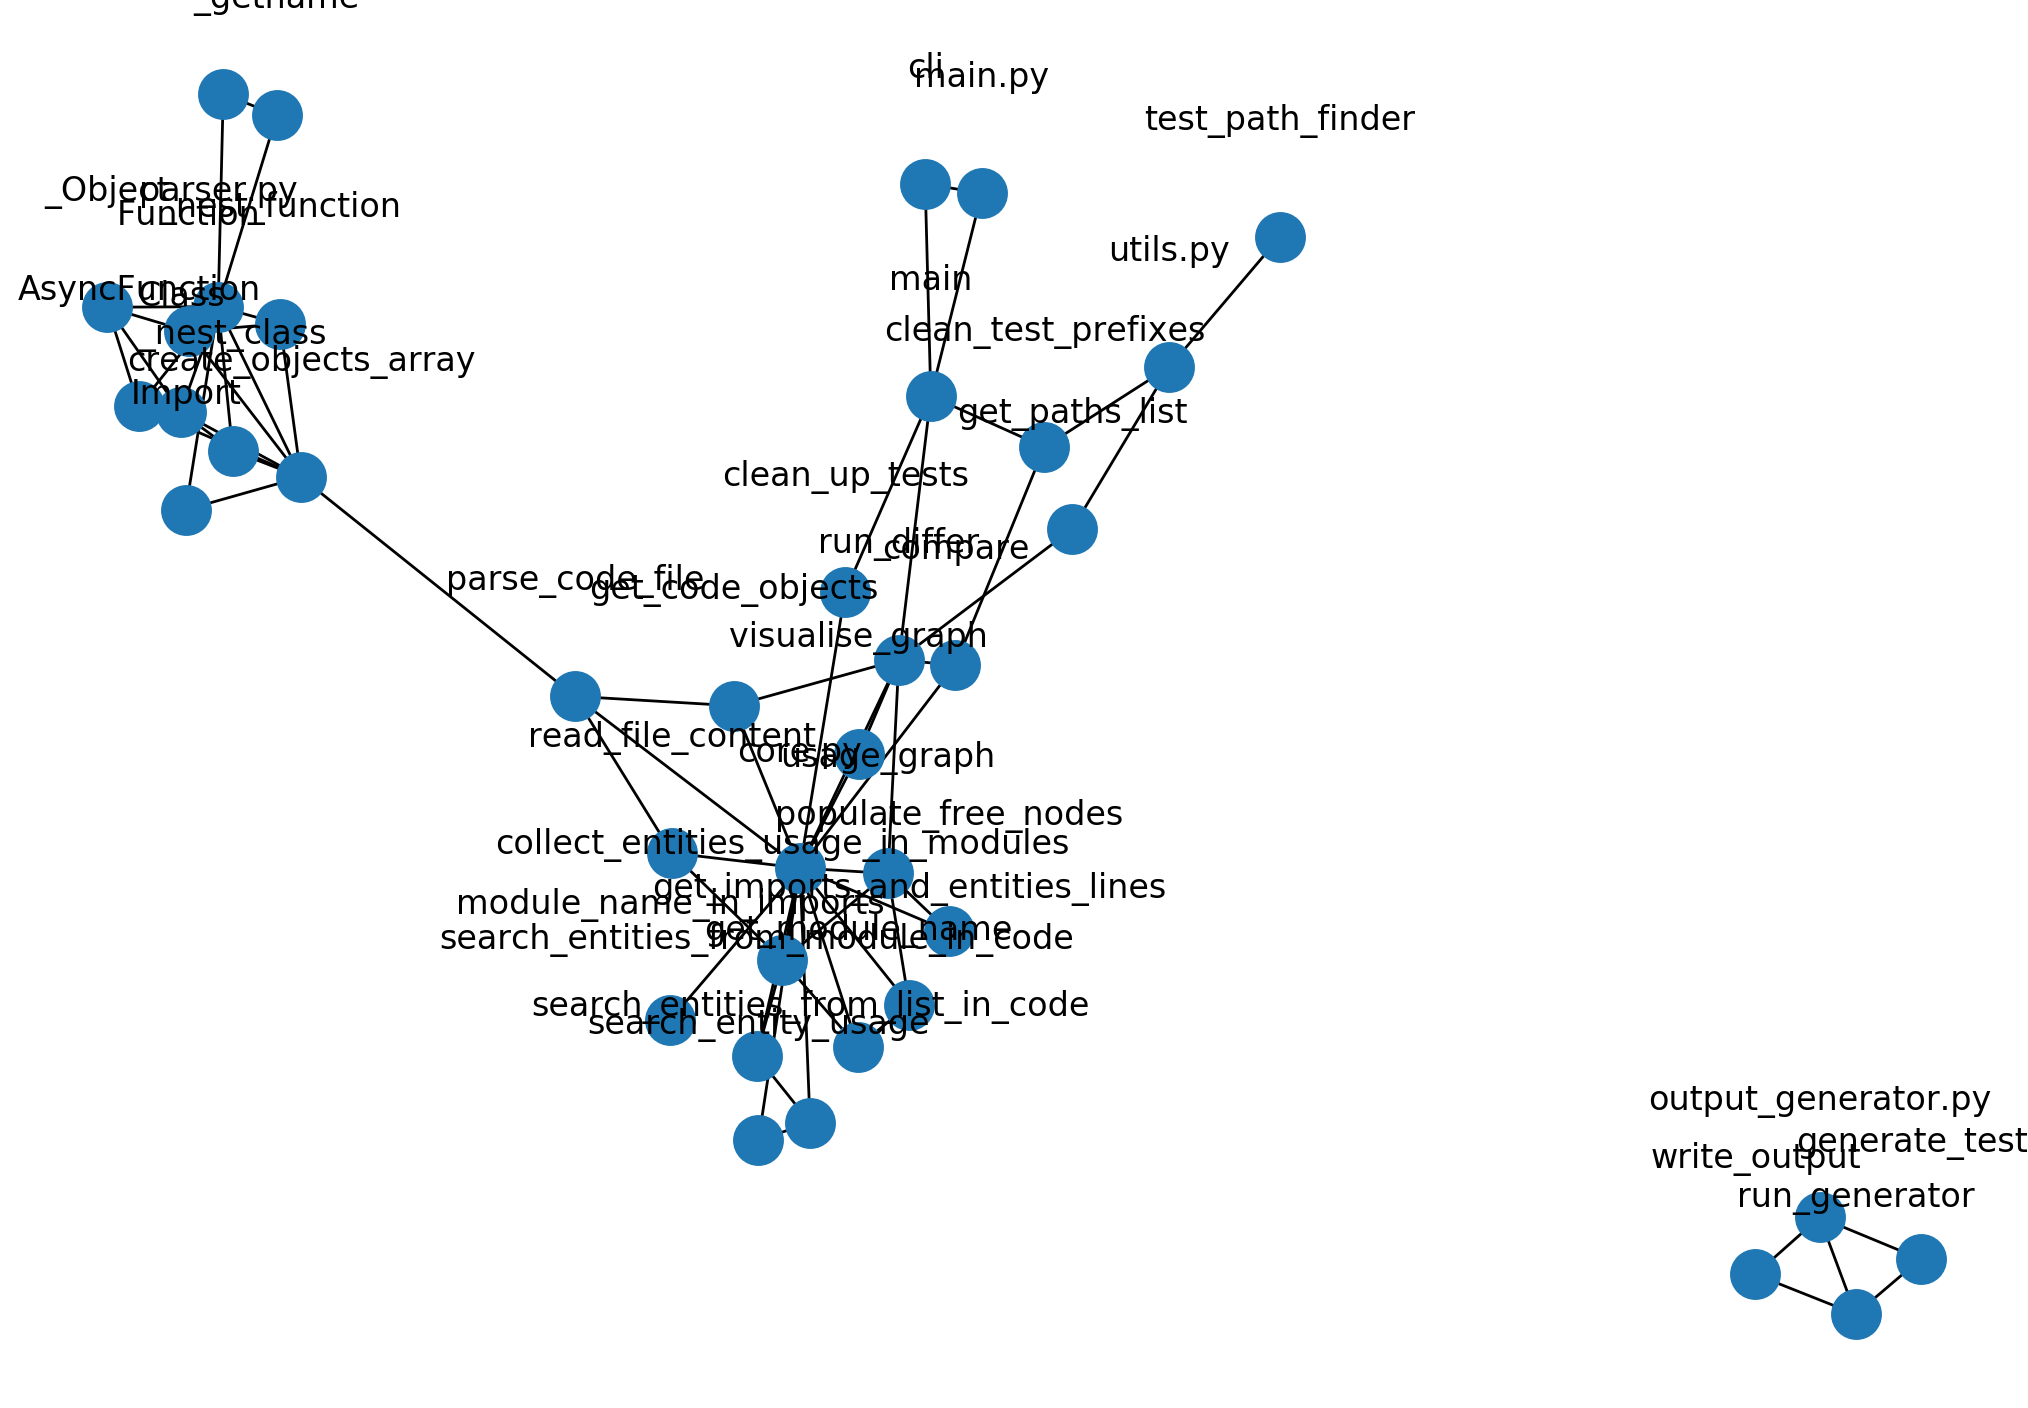 _getname
cli
main.py
test_path_finder
_Object
parser.py
Function
_nest_function
utils.py
main
AsyncFunction
Class
_nest_class
clean_test_prefixes
create_objects_array
Import
get_paths_list
clean_up_tests
run_differ
compare
parse_code_file
get_code_objects
visualise_graph
read_file_content
core.py
usage_graph
populate_free_nodes
collect_entities_usage_in_modules
get_imports_and_entities_lines
module_name_in_imports
get_module_name
search_entities_from_module_in_code
search_entities_from_list_in_code
search_entity_usage
output_generator.py
generate_test
write_output
run_generator